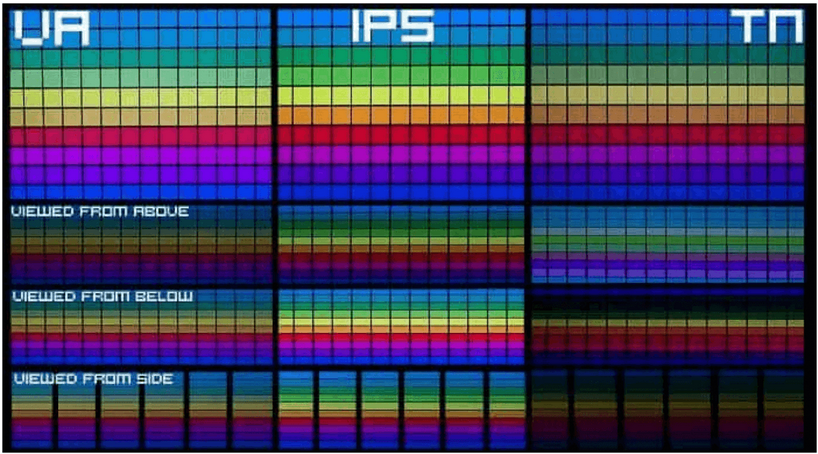 VA IPS TN
VIEWED FROM ABOVE
VIEWED FROM BELOW
VIEWED FROM SIDE